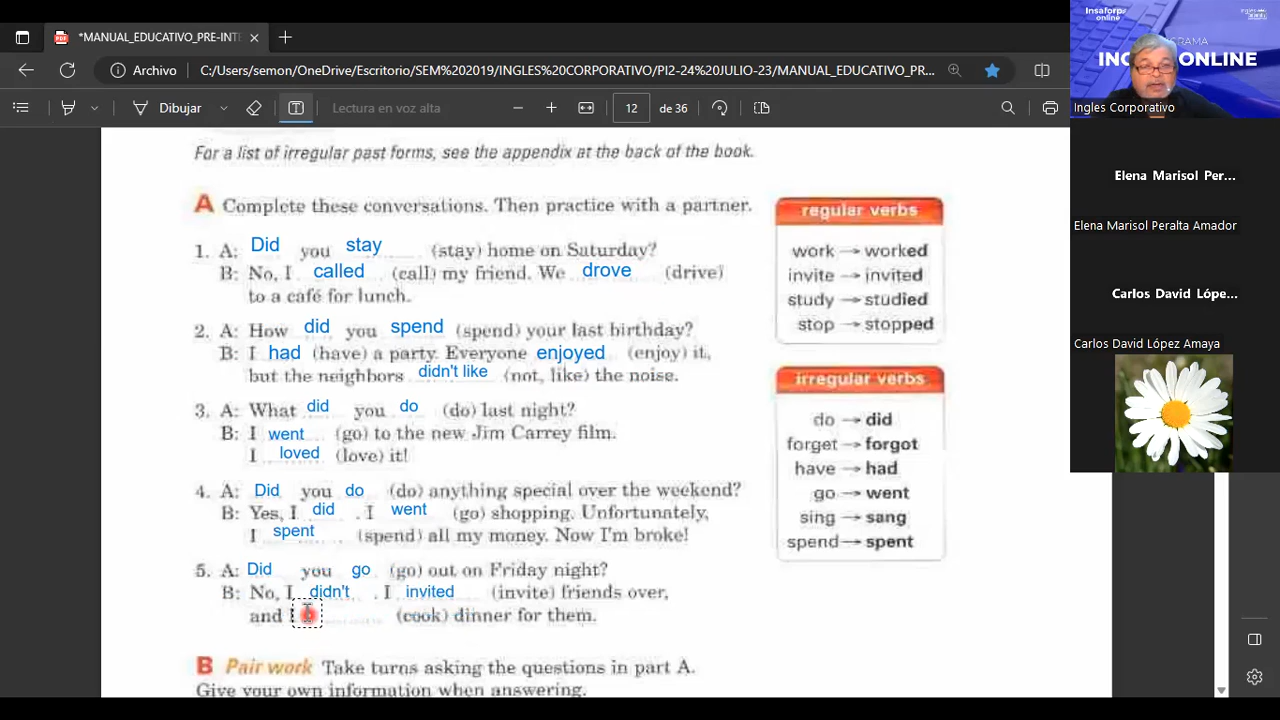 *MANUAL_EDUCATIVO_PRE-INTE
Archivo
C:/Users/semon/OneDrive/Escritorio/SEM 2019/INGLES%20CORPORATIVO/PI2-24%20JULIO-23/MANUAL_EDUCATIVO_PR...
Dibujar
Lectura en voz alta
12
de 36
For a list of irregular past forms, see the appendix at the back of the book.
A Complete these conversations. Then practice with a partner.
1. A: Did you stay (stay) home on Saturday?
B: No, I called (call) my friend. We drove (drive)
to a café for lunch.
2. A: How did you spend (spend) your last birthday?
B: I had (have) a party. Everyone enjoyed (enjoy) it,
but the neighbors didn't like (not, like) the noise.
3. A: What did you do (do) last night?
B: I went (go) to the new Jim Carrey film.
I loved (love) it!
4. A: Did you do (do) anything special over the weekend?
B: Yes, I did . I went (go) shopping. Unfortunately,
I spent (spend) all my money. Now I'm broke!
5. A: Did you go (go) out on Friday night?
B: No, I didn't . I invited (invite) friends over,
and I (cook) dinner for them.
B Pair work Take turns asking the questions in part A.
Give your own information when answering.
regular verbs
work → worked
invite → invited
study → studied
stop → stopped
irregular verbs
do → did
forget → forgot
have → had
go → went
sing → sang
spend → spent
Insaforp
online
ONLINE
Ingles Corporativo
Elena Marisol Per...
Elena Marisol Peralta Amador
Carlos David Lópe...
Carlos David López Amaya